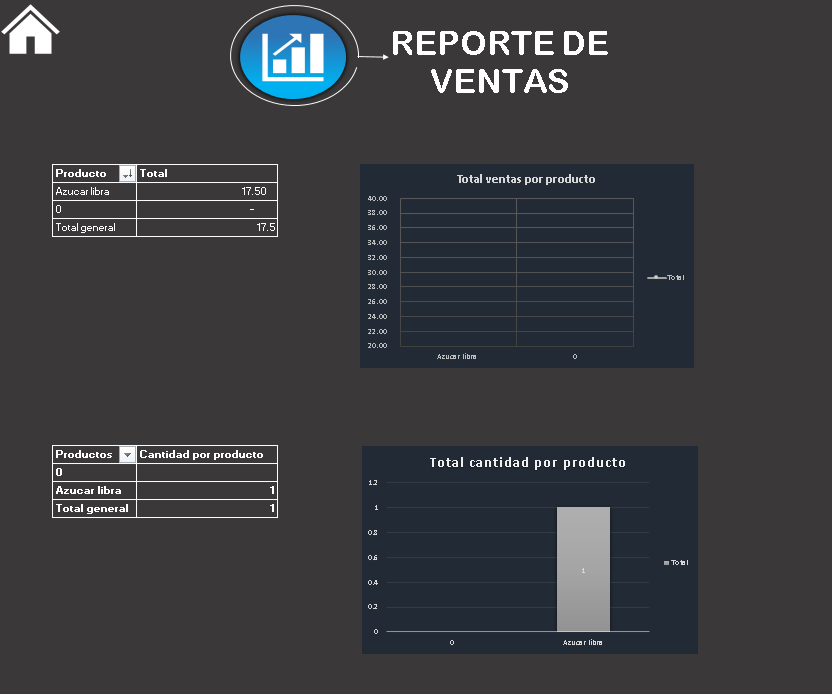 REPORTE DE
VENTAS
Producto Total
Azucar libra 17.50
0 -
Total general 17.5
Total ventas por producto
40.00
38.00
36.00
34.00
32.00
30.00
28.00
26.00
24.00
22.00
20.00
Azucar libra 0
Total
Productos Cantidad por producto
0
Azucar libra 1
Total general 1
Total cantidad por producto
1.2
1
0.8
0.6
0.4
0.2
0
1
0 Azucar libra
Total